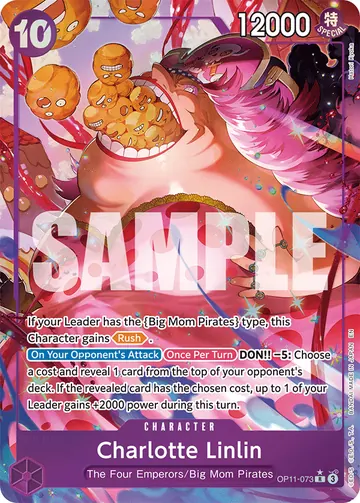 10
12000 特
SPECIAL
SAMPLE
If your Leader has the {Big Mom Pirates} type, this
Character gains Rush .
On Your Opponent's Attack Once Per Turn DON!! −5: Choose
a cost and reveal 1 card from the top of your opponent's
deck. If the revealed card has the chosen cost, up to 1 of your
Leader gains +2000 power during this turn.
CHARACTER
Charlotte Linlin
The Four Emperors/Big Mom Pirates
OP11-073 R 3